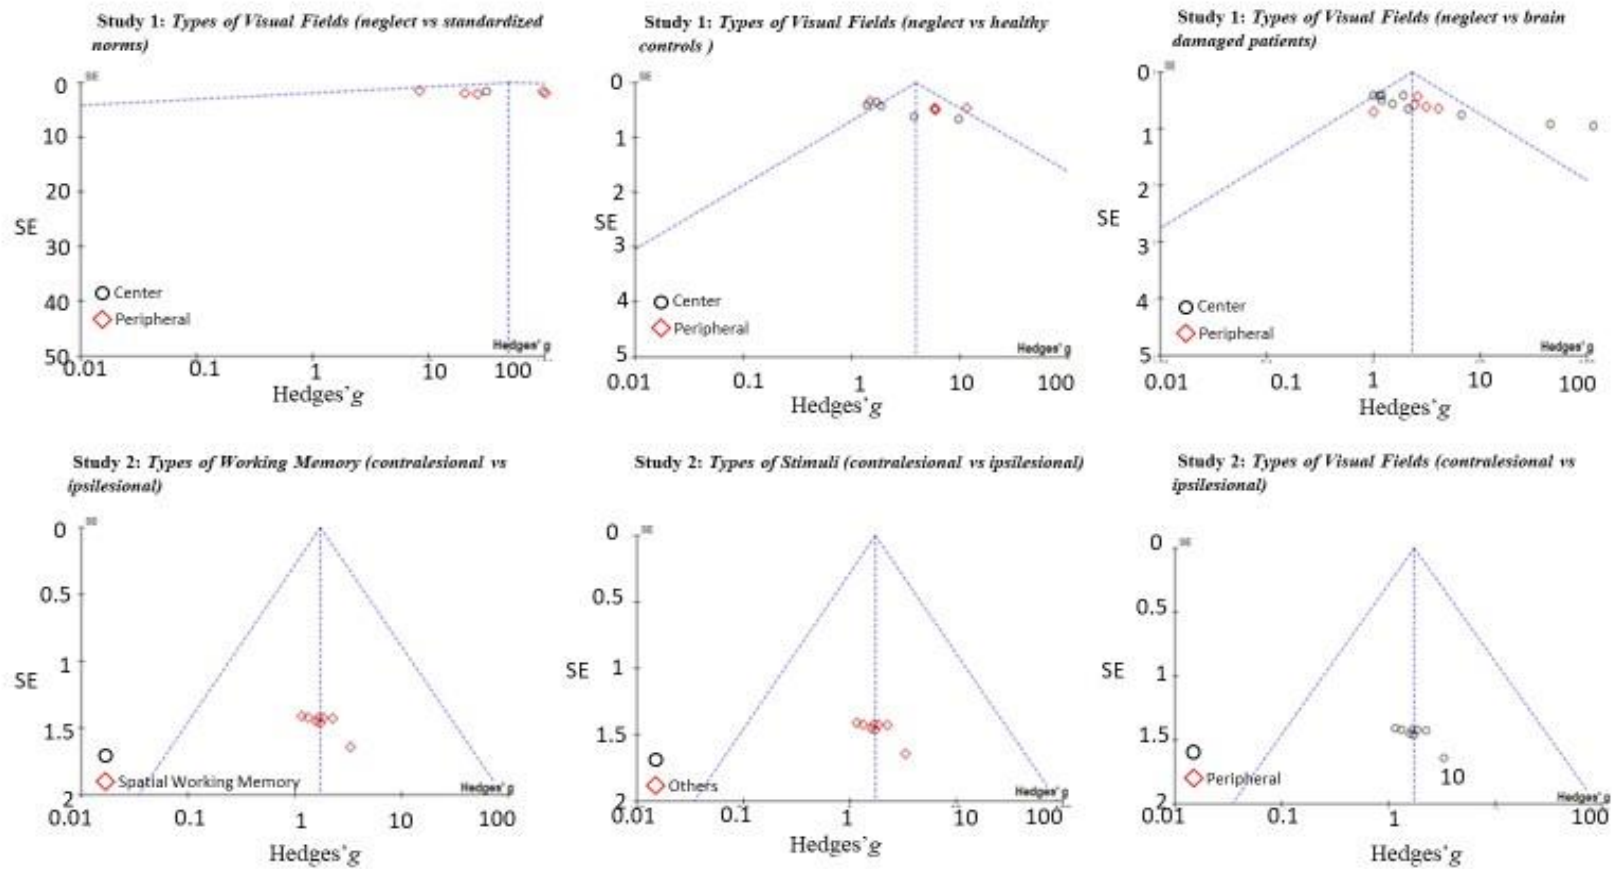 Study 1: Types of Visual Fields (neglect vs standardized
norms)
SE
0
10
20
30
40
50
SE
Center
Peripheral
Hedges' g
0.01
0.1
1
10
100
Hedges' g
Study 1: Types of Visual Fields (neglect vs healthy
controls )
SE
0
1
2
3
4
5
SE
Center
Peripheral
Hedges' g
0.01
0.1
1
10
100
Hedges' g
Study 1: Types of Visual Fields (neglect vs brain
damaged patients)
SE
0
1
2
3
4
5
SE
Center
Peripheral
Hedges' g
0.01
0.1
1
10
100
Hedges' g
Study 2: Types of Working Memory (contralesional vs
ipsilesional)
SE
0
0.5
1
1.5
2
SE
Spatial Working Memory
Hedges' g
0.01
0.1
1
10
100
Hedges' g
Study 2: Types of Stimuli (contralesional vs ipsilesional)
SE
0
0.5
1
1.5
2
SE
Others
Hedges' g
0.01
0.1
1
10
100
Hedges' g
Study 2: Types of Visual Fields (contralesional vs
ipsilesional)
SE
0
0.5
1
1.5
2
SE
Peripheral
10
Hedges' g
0.01
0.1
1
100
Hedges' g